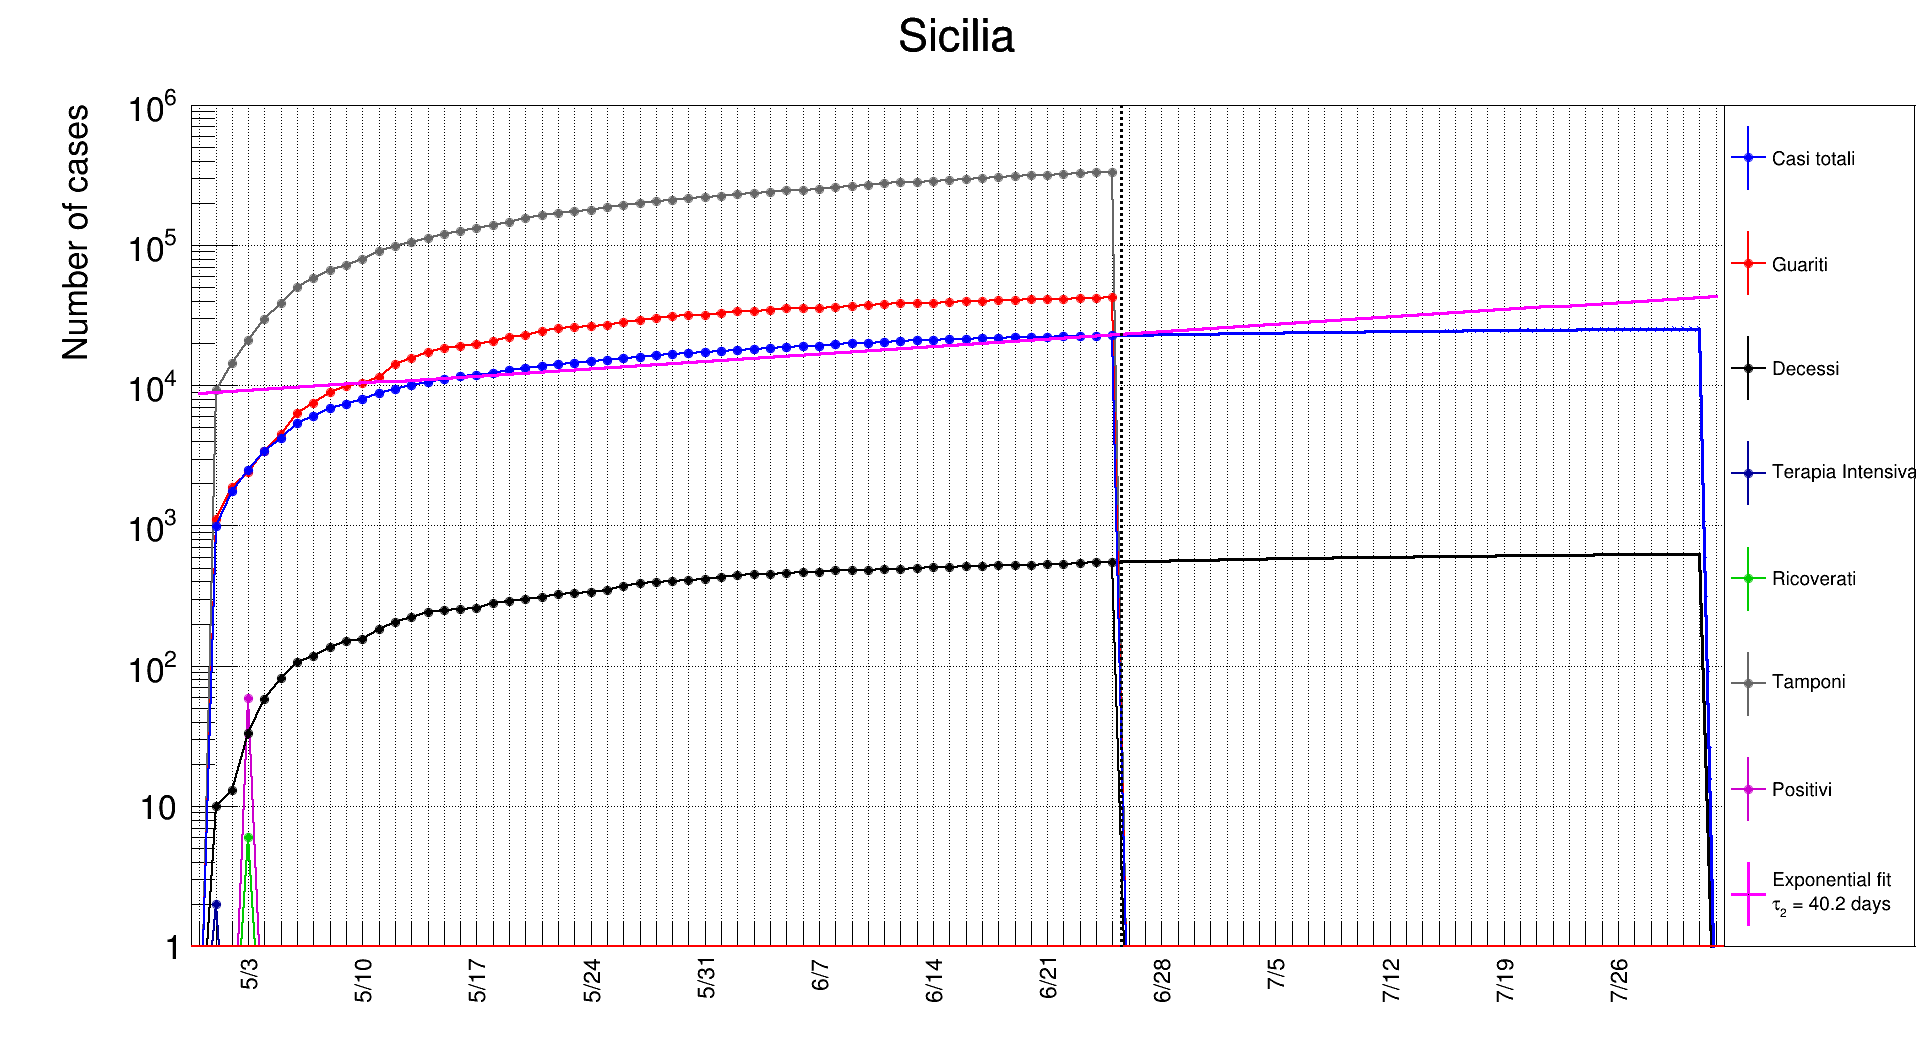 Sicilia
Number of cases
10^6
10^5
10^4
10^3
10^2
10
1
5/3
5/10
5/17
5/24
5/31
6/7
6/14
6/21
6/28
7/5
7/12
7/19
7/26
Casi totali
Guariti
Decessi
Terapia Intensiva
Ricoverati
Tamponi
Positivi
Exponential fit
τ₂ = 40.2 days